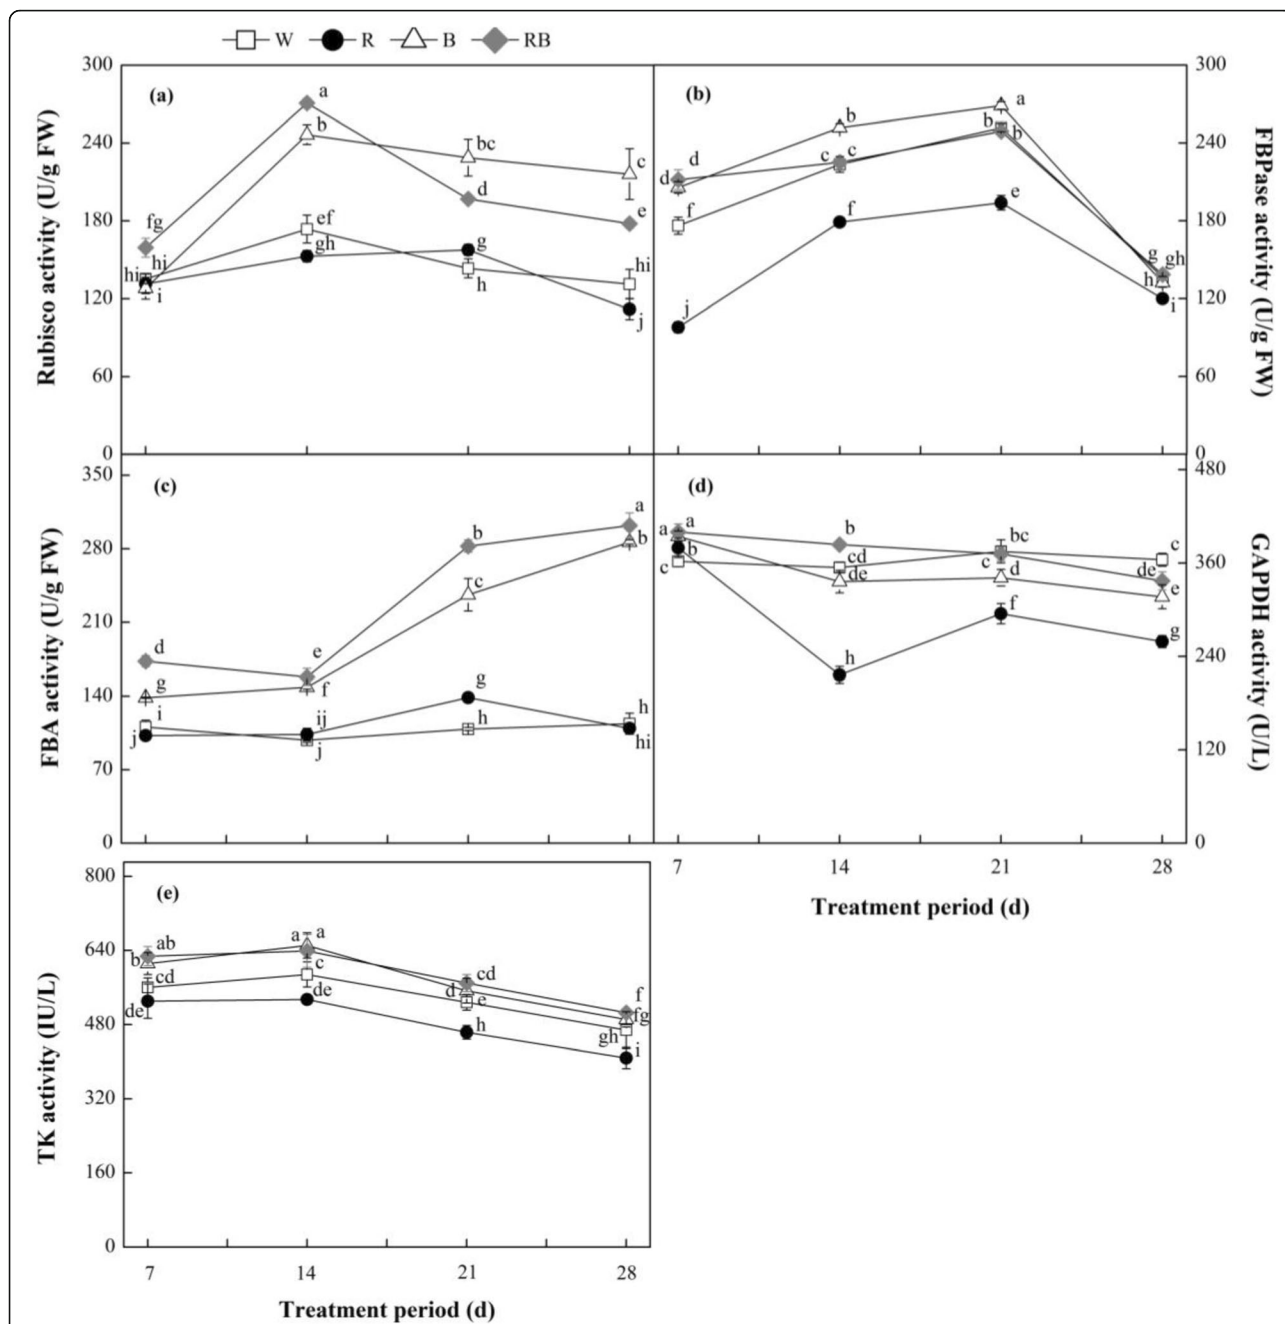 W R B RB
300
240
180
120
60
0
Rubisco activity (U/g FW)
(a)
fg
hi
hi
i
a
b
ef
gh
bc
d
g
h
c
e
hi
j
(b)
d
d
f
j
b
c
c
f
a
b
b
e
g
gh
h
i
300
240
180
120
60
0
FBPase activity (U/g FW)
350
280
210
140
70
0
FBA activity (U/g FW)
(c)
d
g
i
j
e
f
ij
j
b
c
g
h
a
b
h
hi
(d)
a
a
b
c
b
cd
de
h
bc
c
d
f
c
de
e
g
480
360
240
120
0
GAPDH activity (U/L)
7 14 21 28
Treatment period (d)
800
640
480
320
160
0
TK activity (IU/L)
(e)
ab
b
cd
de
a
a
c
de
cd
d
e
h
f
fg
gh
i
7 14 21 28
Treatment period (d)